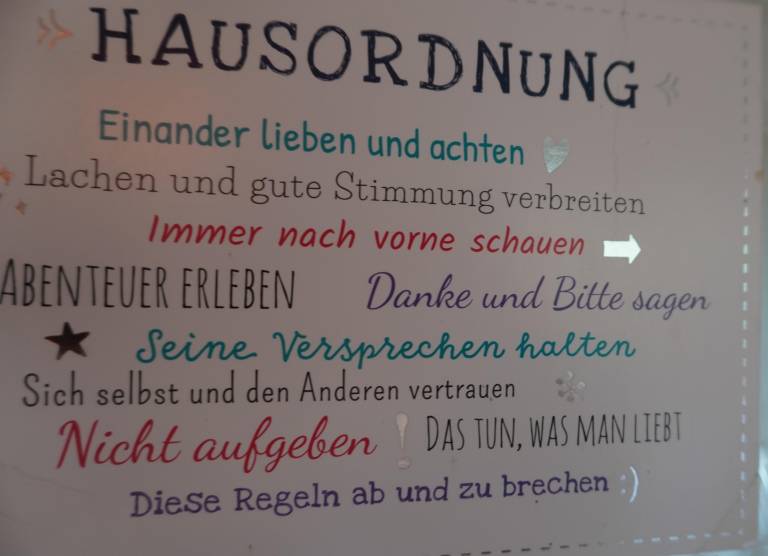 HAUSORDNUNG
Einander lieben und achten
Lachen und gute Stimmung verbreiten
Immer nach vorne schauen
ABENTEUER ERLEBEN Danke und Bitte sagen
Seine Versprechen halten
Sich selbst und den Anderen vertrauen
Nicht aufgeben! DAS TUN, WAS MAN LIEBT
Diese Regeln ab und zu brechen :)